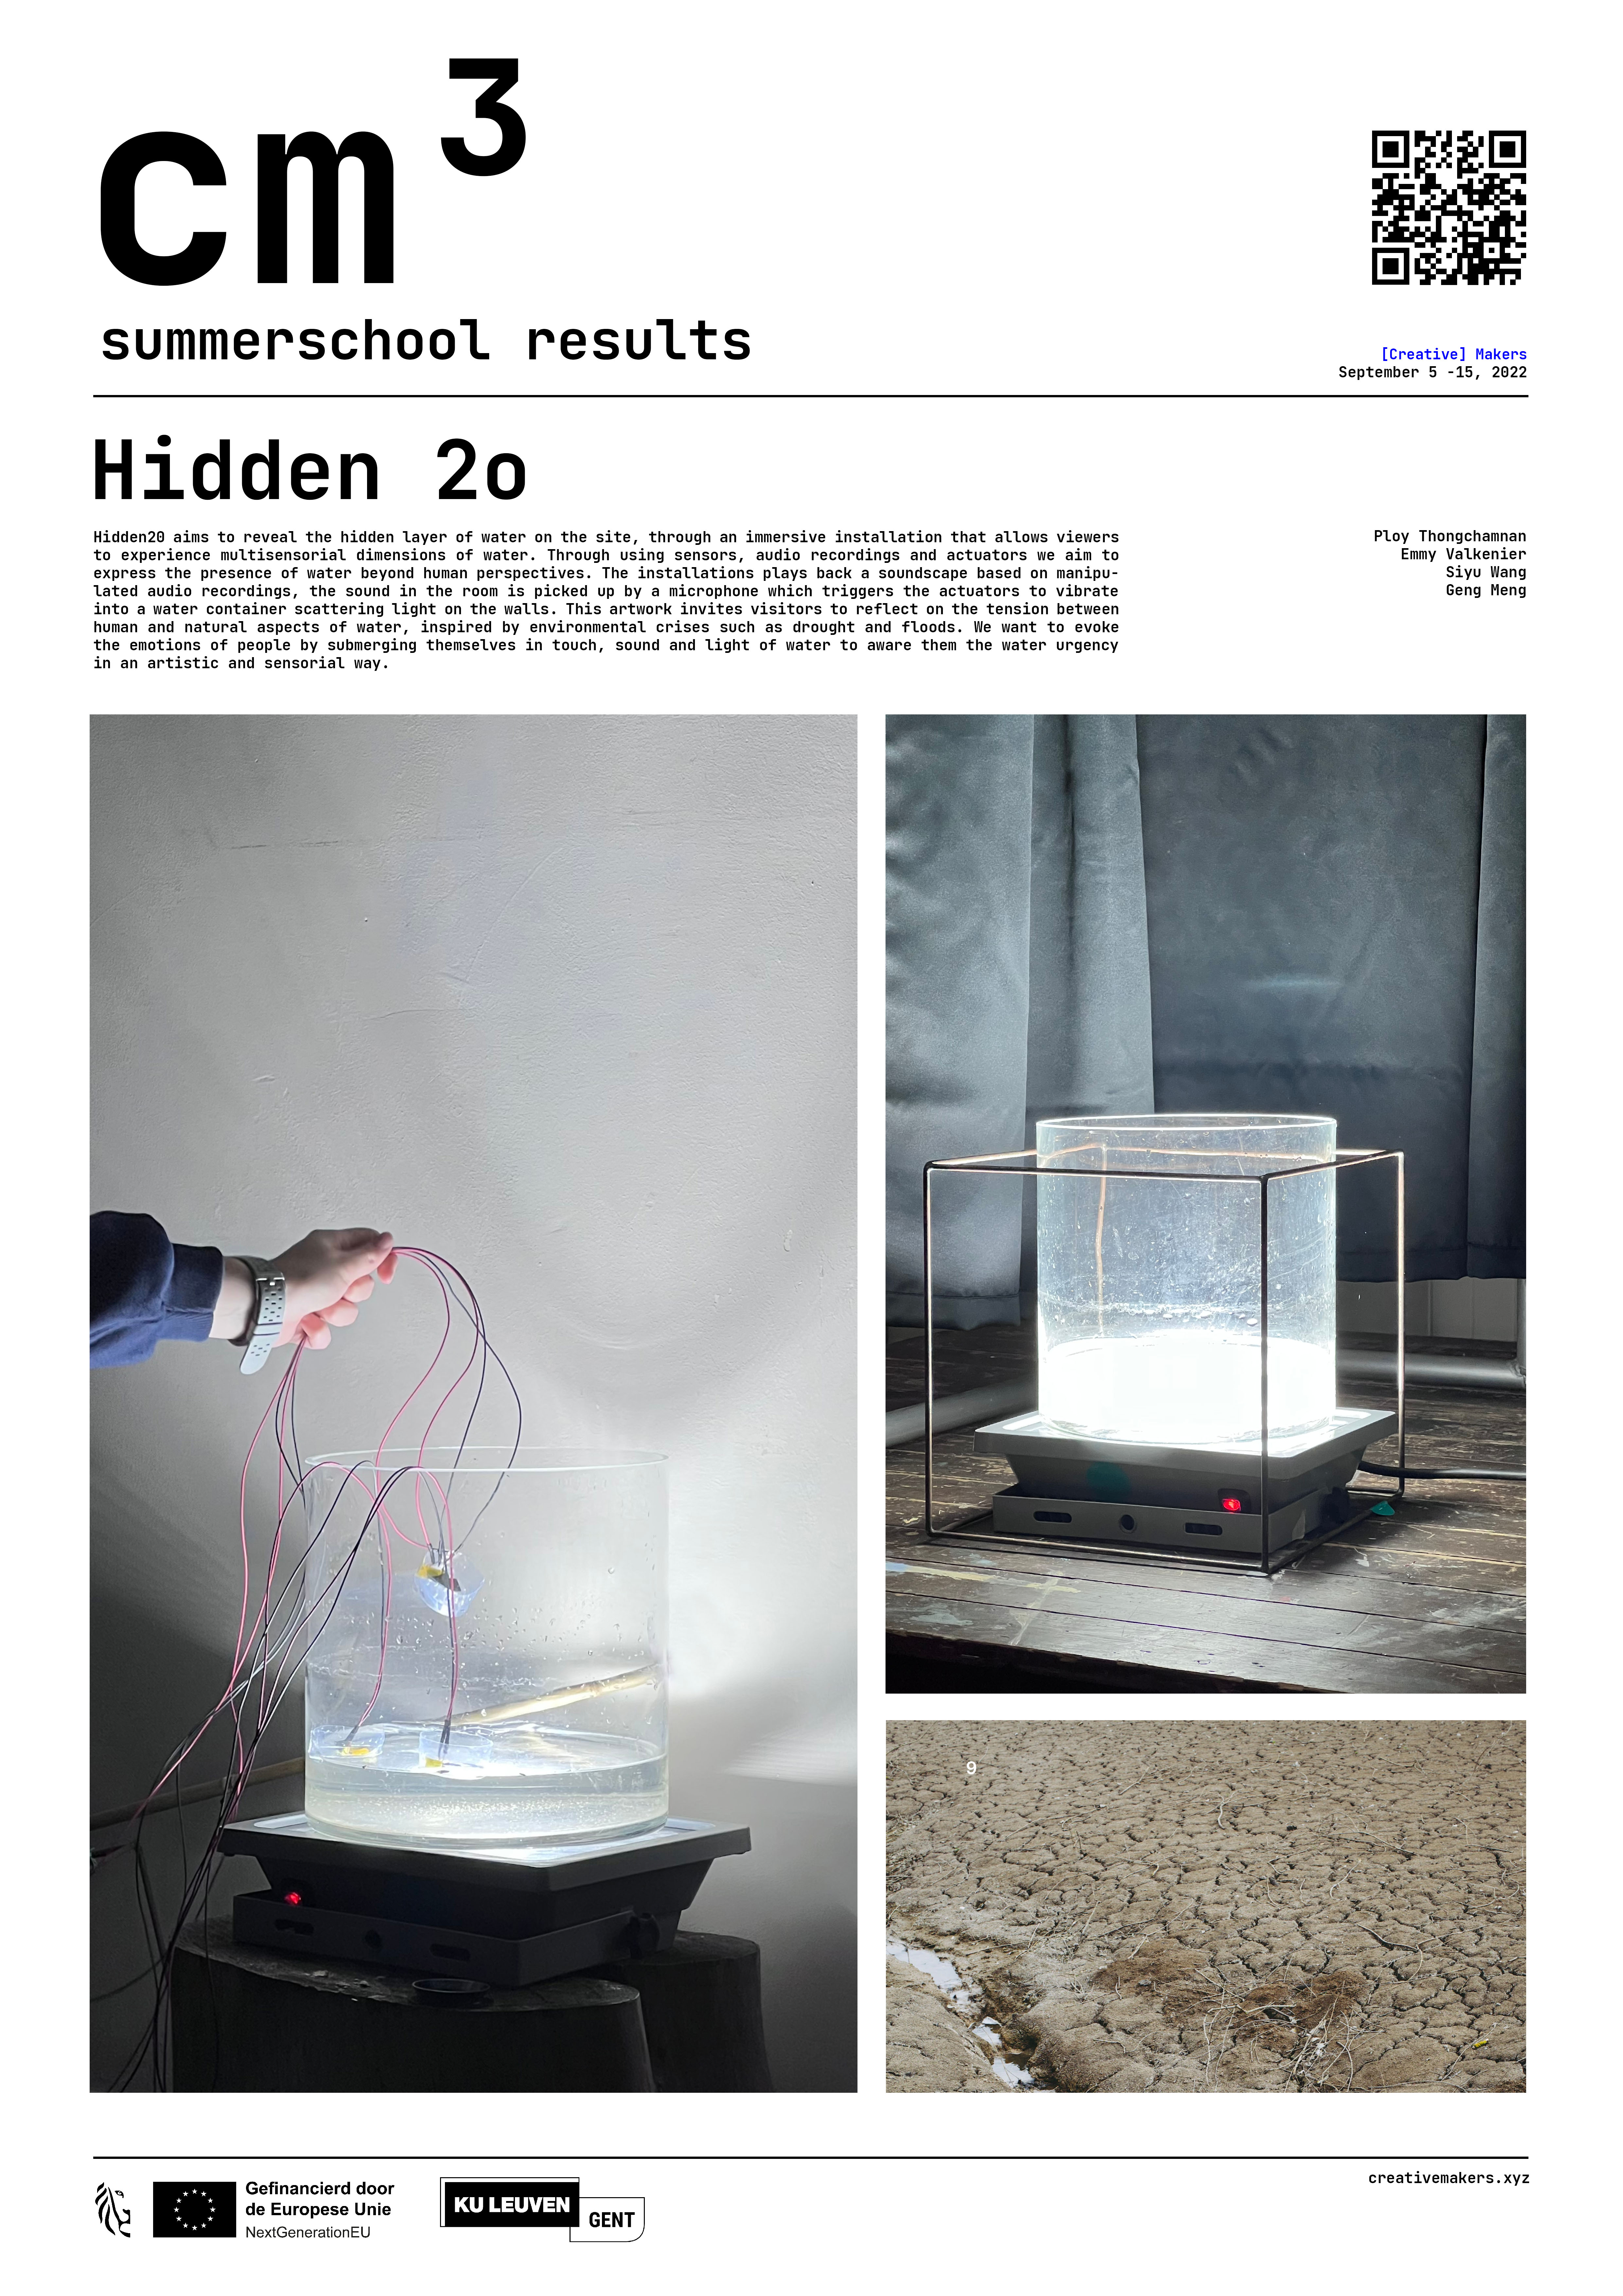 cm³
summerschool results
[Creative] Makers
September 5 -15, 2022
Hidden 2o
Hidden20 aims to reveal the hidden layer of water on the site, through an immersive installation that allows viewers
to experience multisensorial dimensions of water. Through using sensors, audio recordings and actuators we aim to
express the presence of water beyond human perspectives. The installations plays back a soundscape based on manipu-
lated audio recordings, the sound in the room is picked up by a microphone which triggers the actuators to vibrate
into a water container scattering light on the walls. This artwork invites visitors to reflect on the tension between
human and natural aspects of water, inspired by environmental crises such as drought and floods. We want to evoke
the emotions of people by submerging themselves in touch, sound and light of water to aware them the water urgency
in an artistic and sensorial way.
Ploy Thongchamnan
Emmy Valkenier
Siyu Wang
Geng Meng
9
Gefinancierd door
de Europese Unie
NextGenerationEU
KU LEUVEN
GENT
creativemakers.xyz